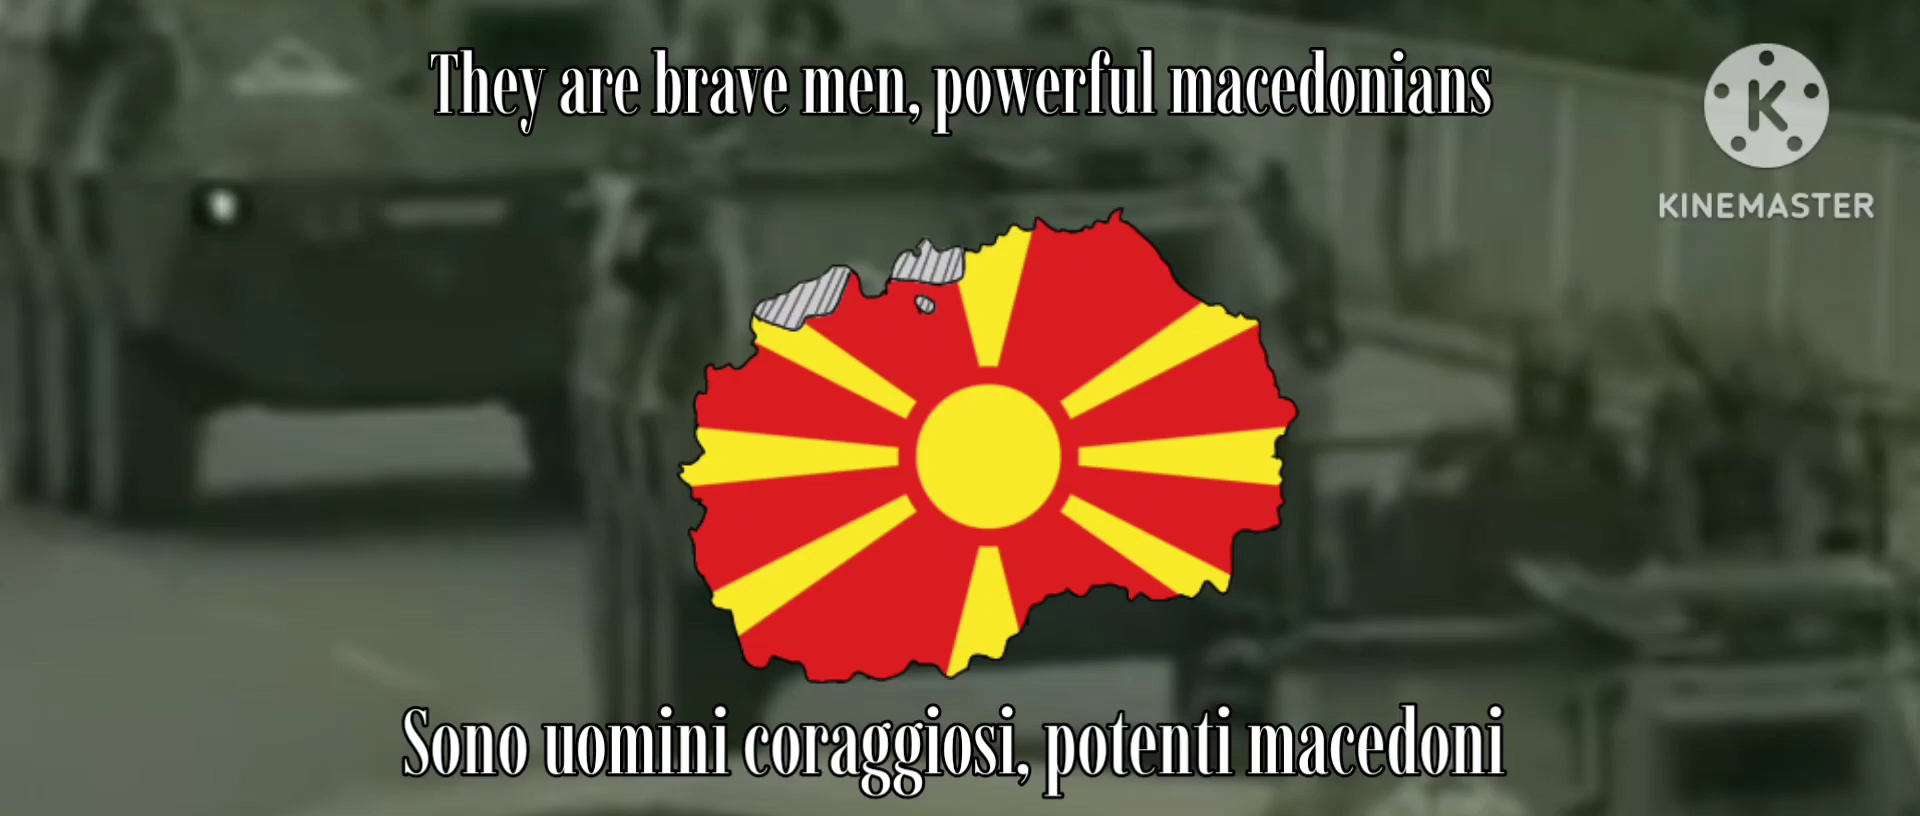 They are brave men, powerful macedonians
K
KINEMASTER
Sono uomini coraggiosi, potenti macedoni